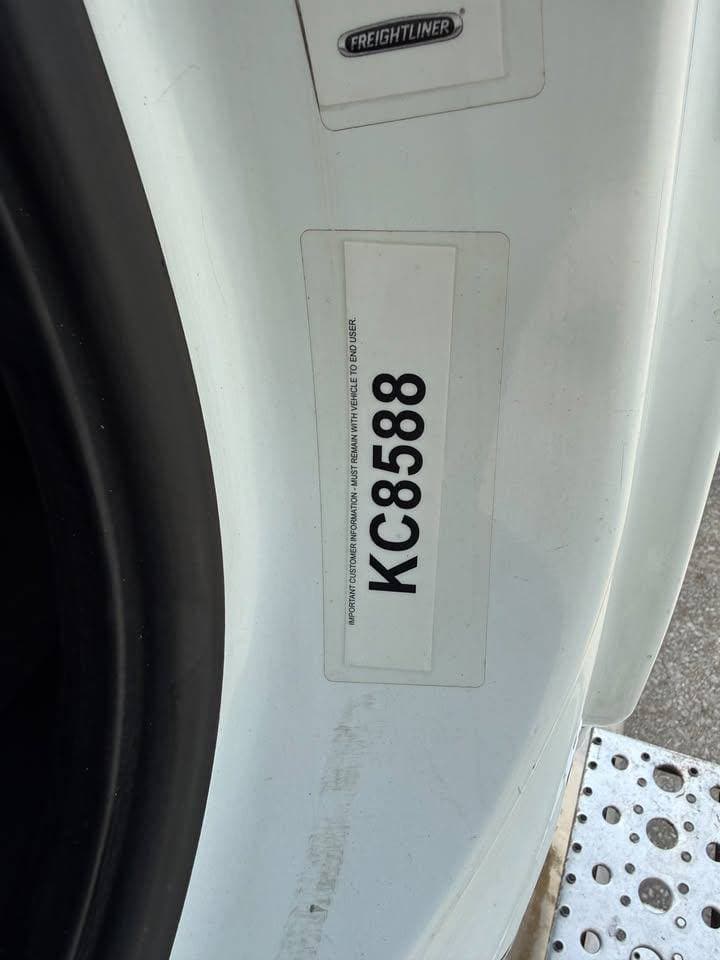 FREIGHTLINER
IMPORTANT CUSTOMER INFORMATION - MUST REMAIN WITH VEHICLE TO END USER.
KC8588